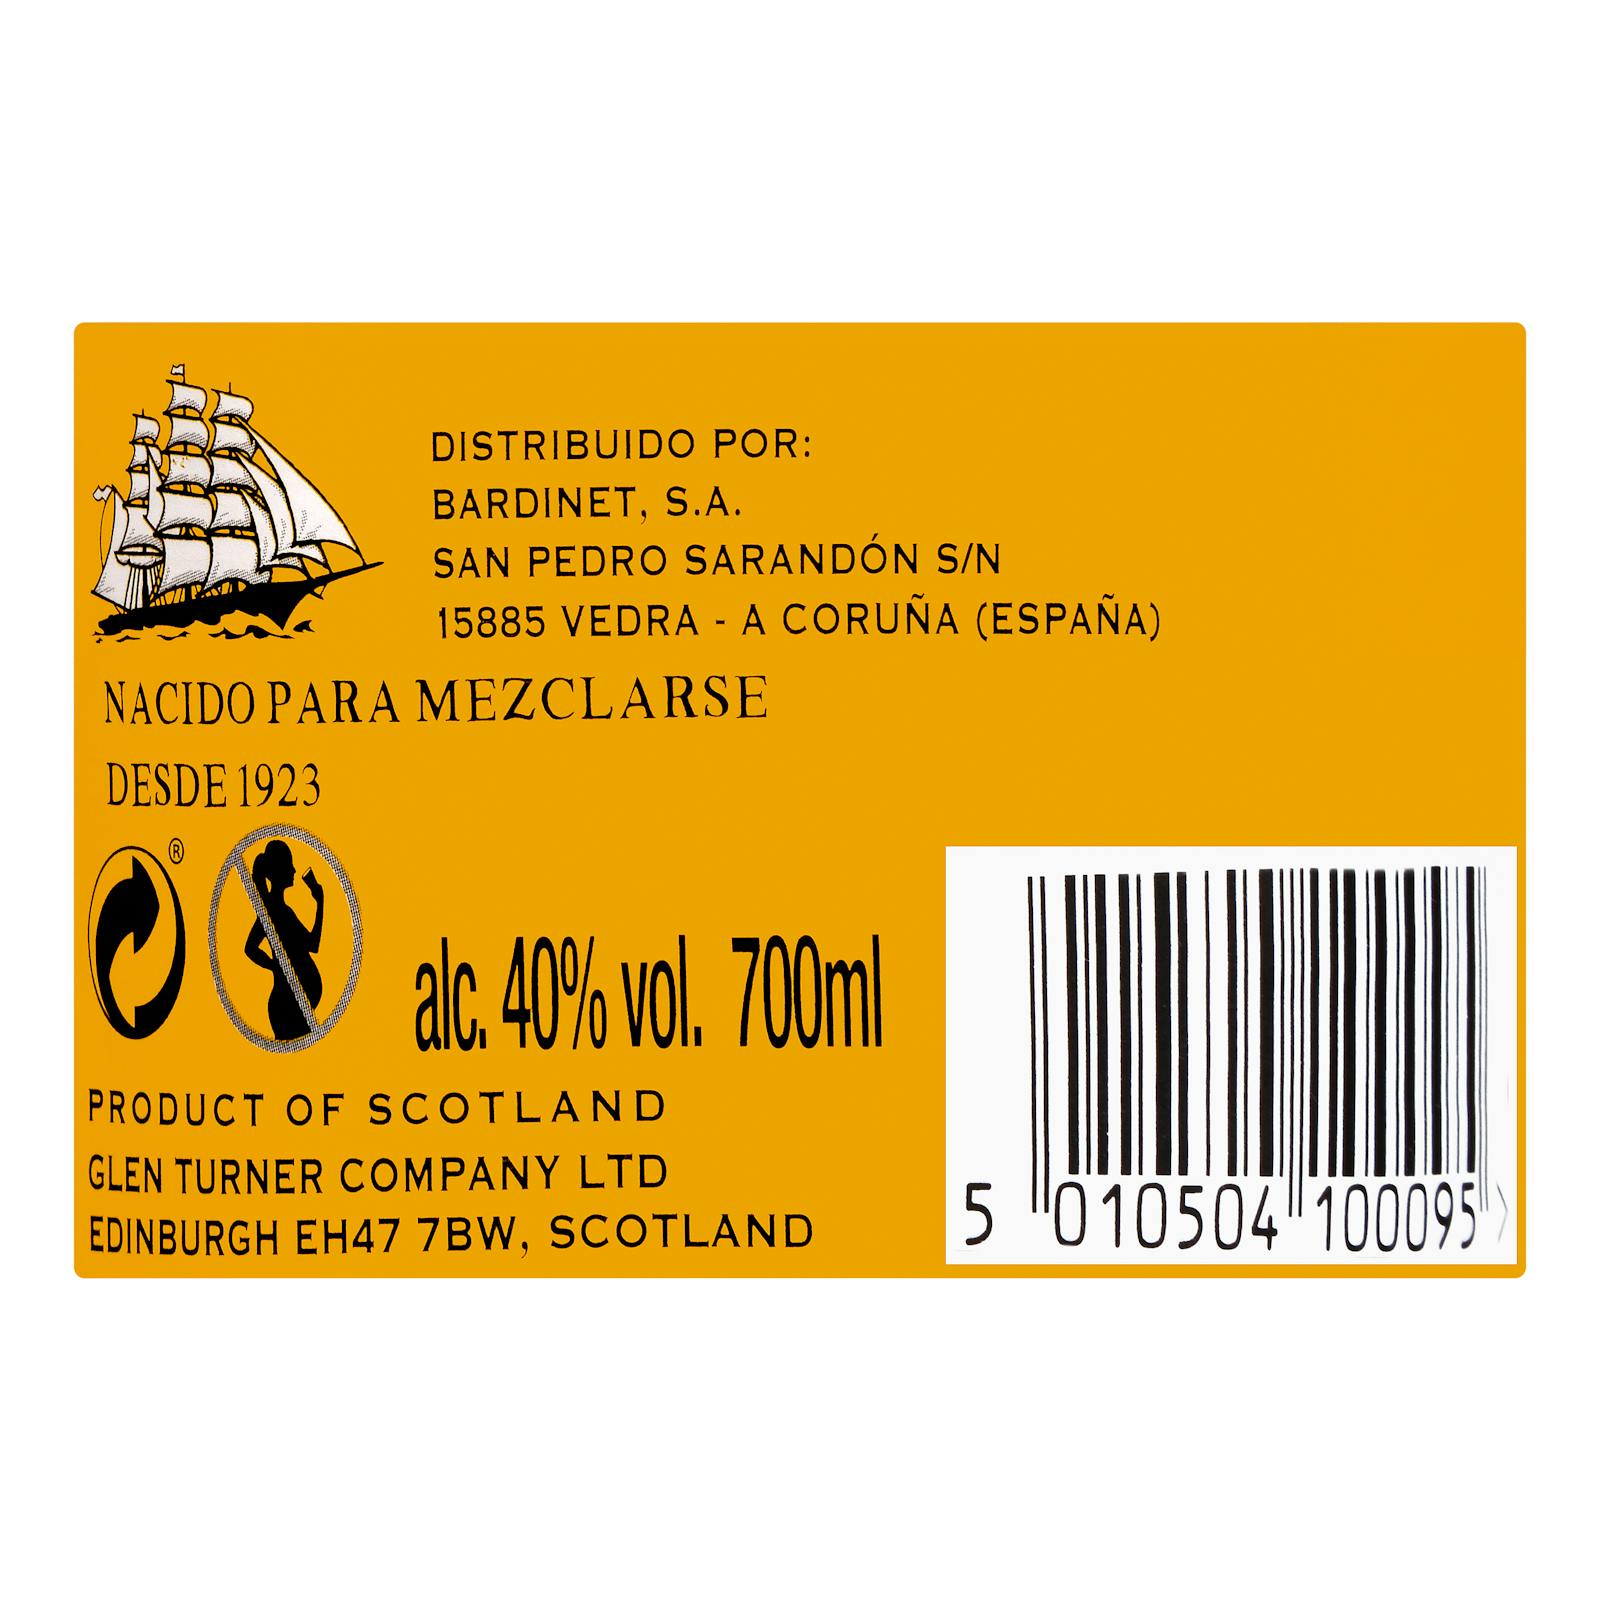 DISTRIBUIDO POR:
BARDINET, S.A.
SAN PEDRO SARANDÓN S/N
15885 VEDRA - A CORUÑA (ESPAÑA)
NACIDO PARA MEZCLARSE
DESDE 1923
®
alc. 40% vol. 700ml
PRODUCT OF SCOTLAND
GLEN TURNER COMPANY LTD
EDINBURGH EH47 7BW, SCOTLAND
5 010504 100095 >